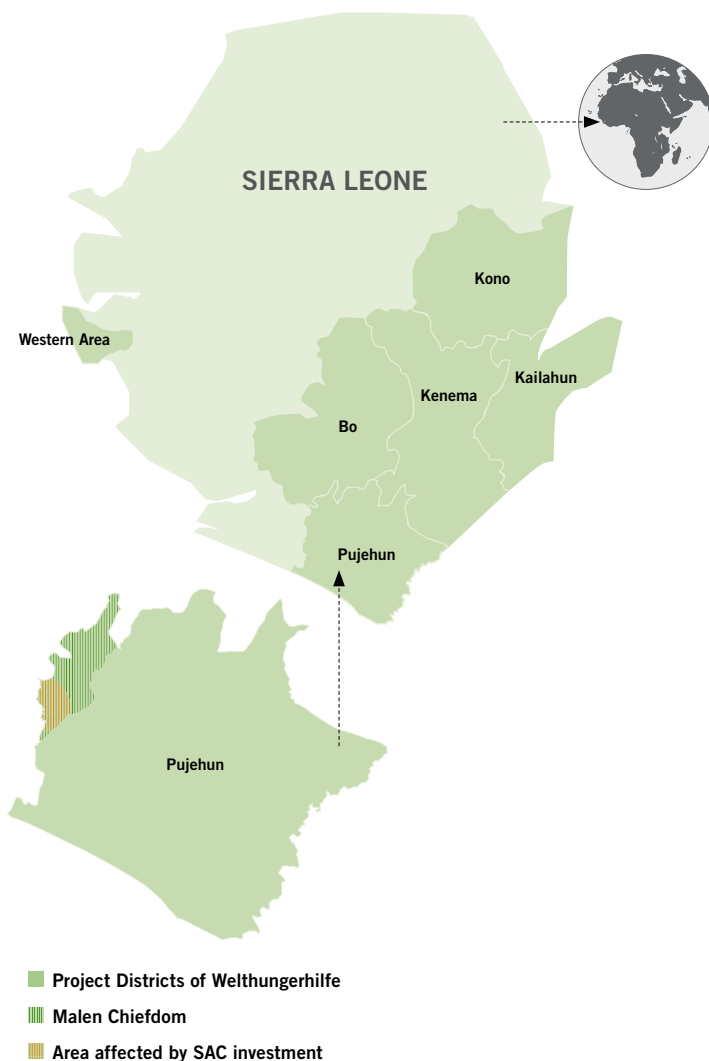 SIERRA LEONE
Kono
Western Area
Kailahun
Kenema
Bo
Pujehun
Pujehun
Project Districts of Welthungerhilfe
Malen Chiefdom
Area affected by SAC investment